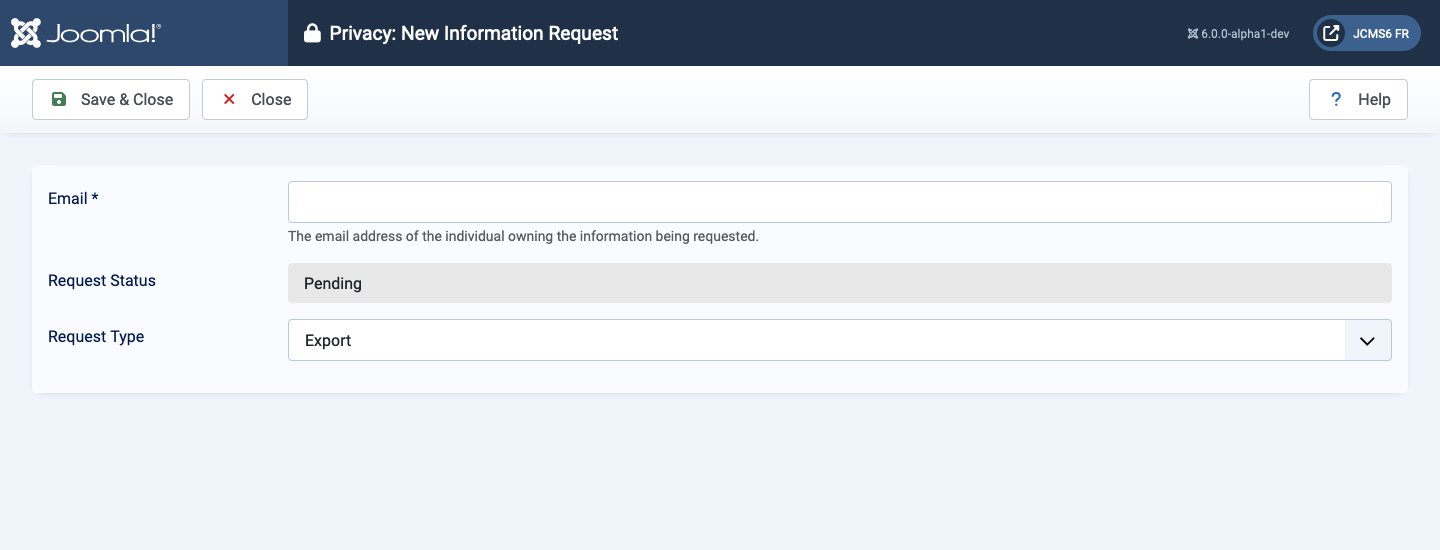 Joomla!®
Privacy: New Information Request
6.0.0-alpha1-dev
JCMS6 FR
Save & Close
Close
? Help
Email *
The email address of the individual owning the information being requested.
Request Status
Pending
Request Type
Export